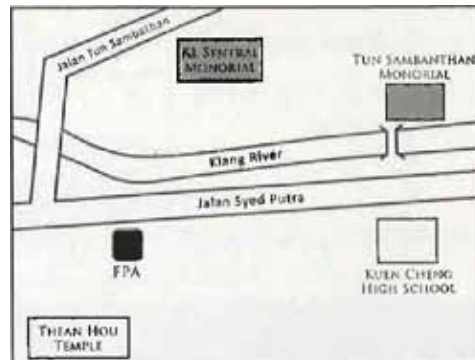 Jalan Tun Sambathan
KL SENTRAL
MONORIAL
TUN SAMBANTHAN
MONORIAL
Klang River
Jalan Syed Putra
FPA
KUEN CHENG
HIGH SCHOOL
THEAN HOU
TEMPLE